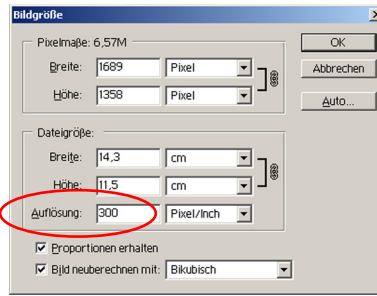 Bildgröße
Pixelmaße: 6,57M
OK
Breite: 1689 Pixel
Abbrechen
Höhe: 1358 Pixel
Auto...
Dateigröße:
Breite: 14,3 cm
Höhe: 11,5 cm
Auflösung: 300 Pixel/Inch
Proportionen erhalten
Bild neuberechnen mit: Bikubisch